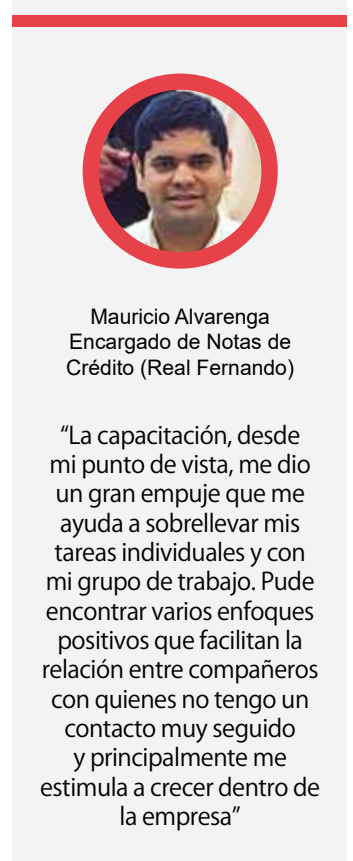 Mauricio Alvarenga
Encargado de Notas de
Crédito (Real Fernando)
“La capacitación, desde
mi punto de vista, me dio
un gran empuje que me
ayuda a sobrellevar mis
tareas individuales y con
mi grupo de trabajo. Pude
encontrar varios enfoques
positivos que facilitan la
relación entre compañeros
con quienes no tengo un
contacto muy seguido
y principalmente me
estimula a crecer dentro de
la empresa”